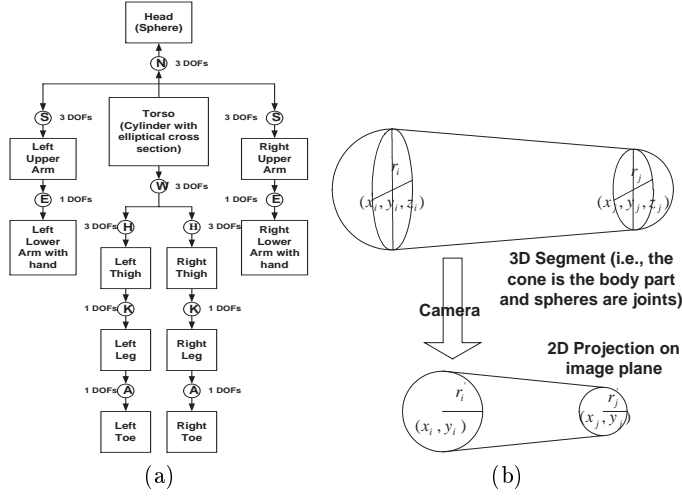 Head
(Sphere)
N 3 DOFs
S 3 DOFs
3 DOFs S
Torso
(Cylinder with
elliptical cross
section)
Left
Upper
Arm
Right
Upper
Arm
W 3 DOFs
E 1 DOFs
1 DOFs E
Left
Lower
Arm with
hand
3 DOFs H
H 3 DOFs
Right
Lower
Arm with
hand
Left
Thigh
Right
Thigh
1 DOFs K
K 1 DOFs
Left
Leg
Right
Leg
1 DOFs A
A 1 DOFs
Left
Toe
Right
Toe
(a)
r_i
(x_i, y_i, z_i)
r_j
(x_j, y_j, z_j)
3D Segment (i.e., the
cone is the body part
and spheres are joints)
Camera
2D Projection on
image plane
r'_i
(x_i, y_i)
r'_j
(x_j, y_j)
(b)